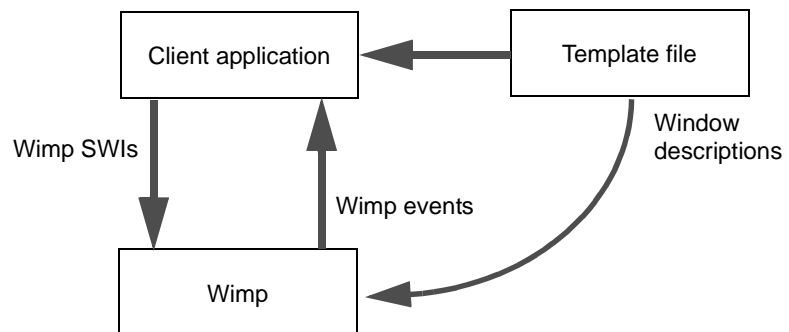 Client application
Template file
Wimp SWIs
Window
descriptions
Wimp events
Wimp